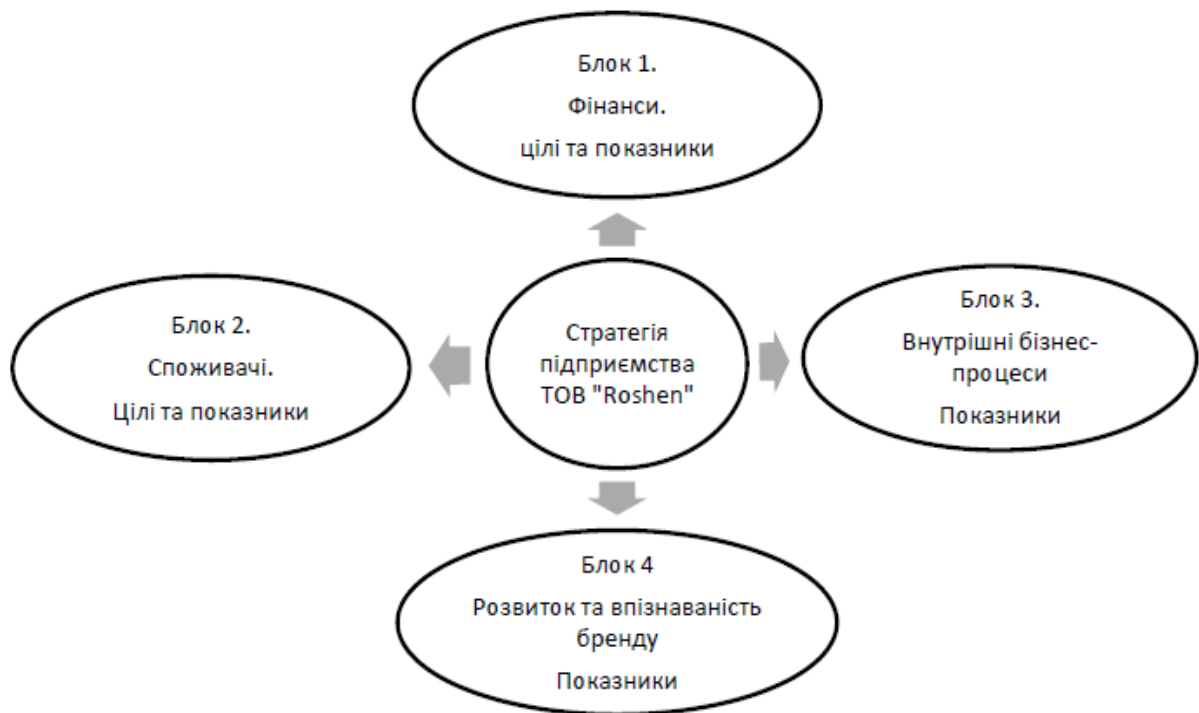 Блок 1.
Фінанси.
цілі та показники
Блок 2.
Споживачі.
Цілі та показники
Стратегія
підприємства
ТОВ "Roshen"
Блок 3.
Внутрішні бізнес-
процеси
Показники
Блок 4
Розвиток та впізнаваність
бренду
Показники